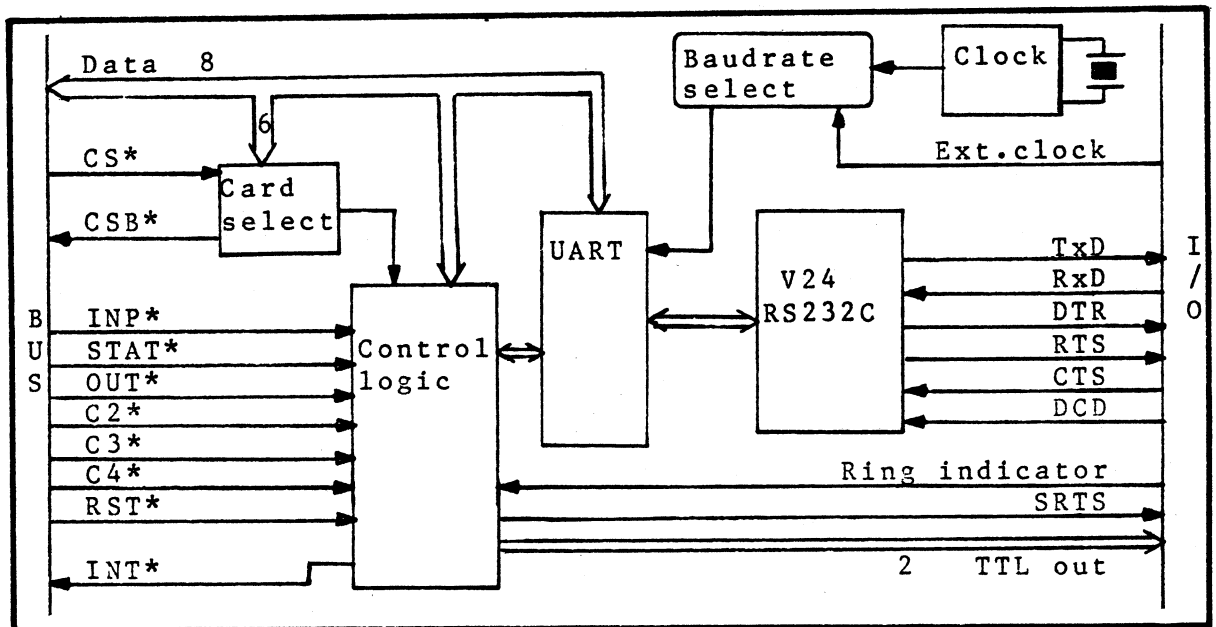 Data 8
Baudrate
select
Clock
6
CS*
Ext.clock
Card
select
CSB*
UART
V24
RS232C
TxD
RxD
DTR
RTS
CTS
DCD
I/O
BUS
INP*
STAT*
OUT*
C2*
C3*
C4*
RST*
INT*
Control
logic
Ring indicator
SRTS
2 TTL out